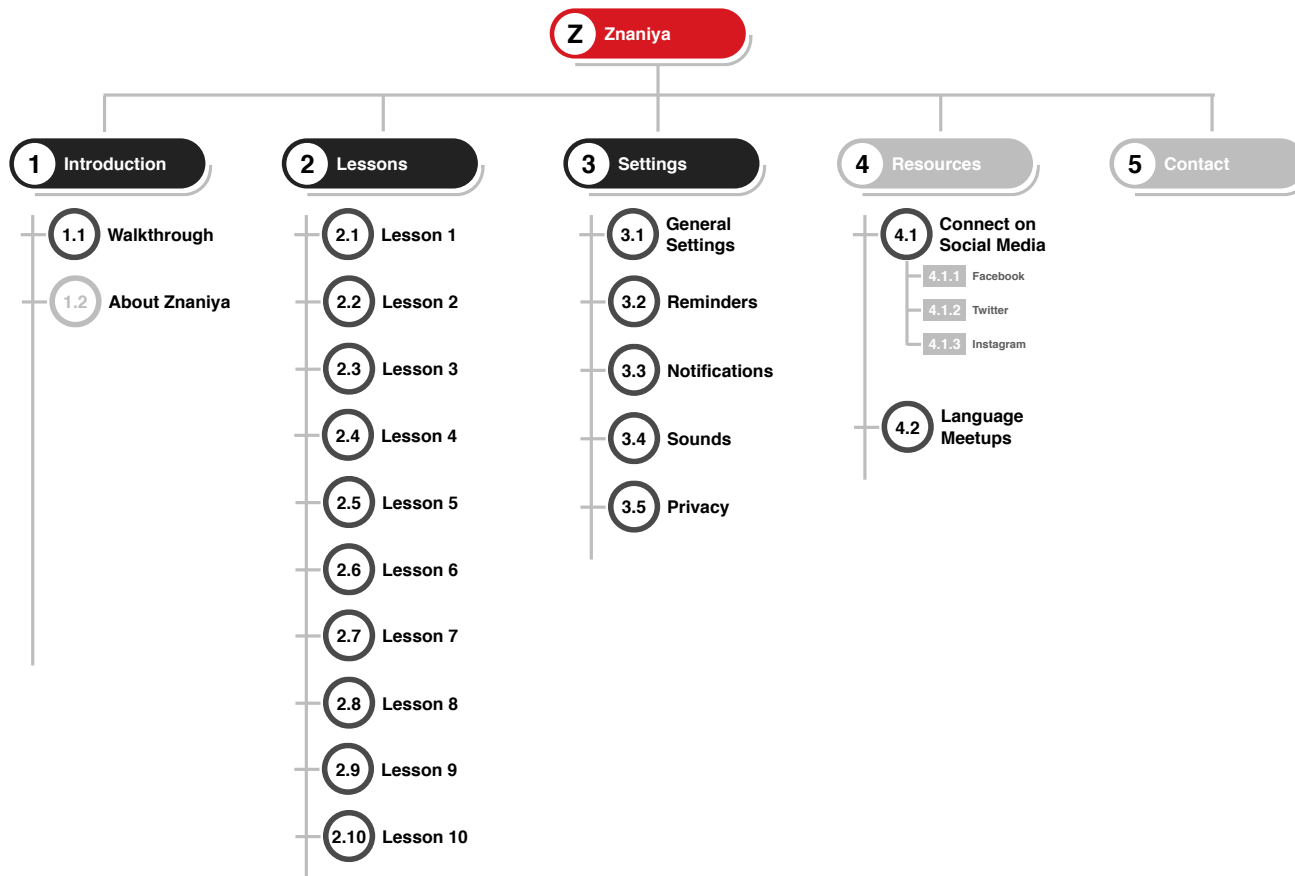 Z Znaniya
1 Introduction
2 Lessons
3 Settings
4 Resources
5 Contact
1.1 Walkthrough
1.2 About Znaniya
2.1 Lesson 1
2.2 Lesson 2
2.3 Lesson 3
2.4 Lesson 4
2.5 Lesson 5
2.6 Lesson 6
2.7 Lesson 7
2.8 Lesson 8
2.9 Lesson 9
2.10 Lesson 10
3.1 General
Settings
3.2 Reminders
3.3 Notifications
3.4 Sounds
3.5 Privacy
4.1 Connect on
Social Media
4.1.1 Facebook
4.1.2 Twitter
4.1.3 Instagram
4.2 Language
Meetups